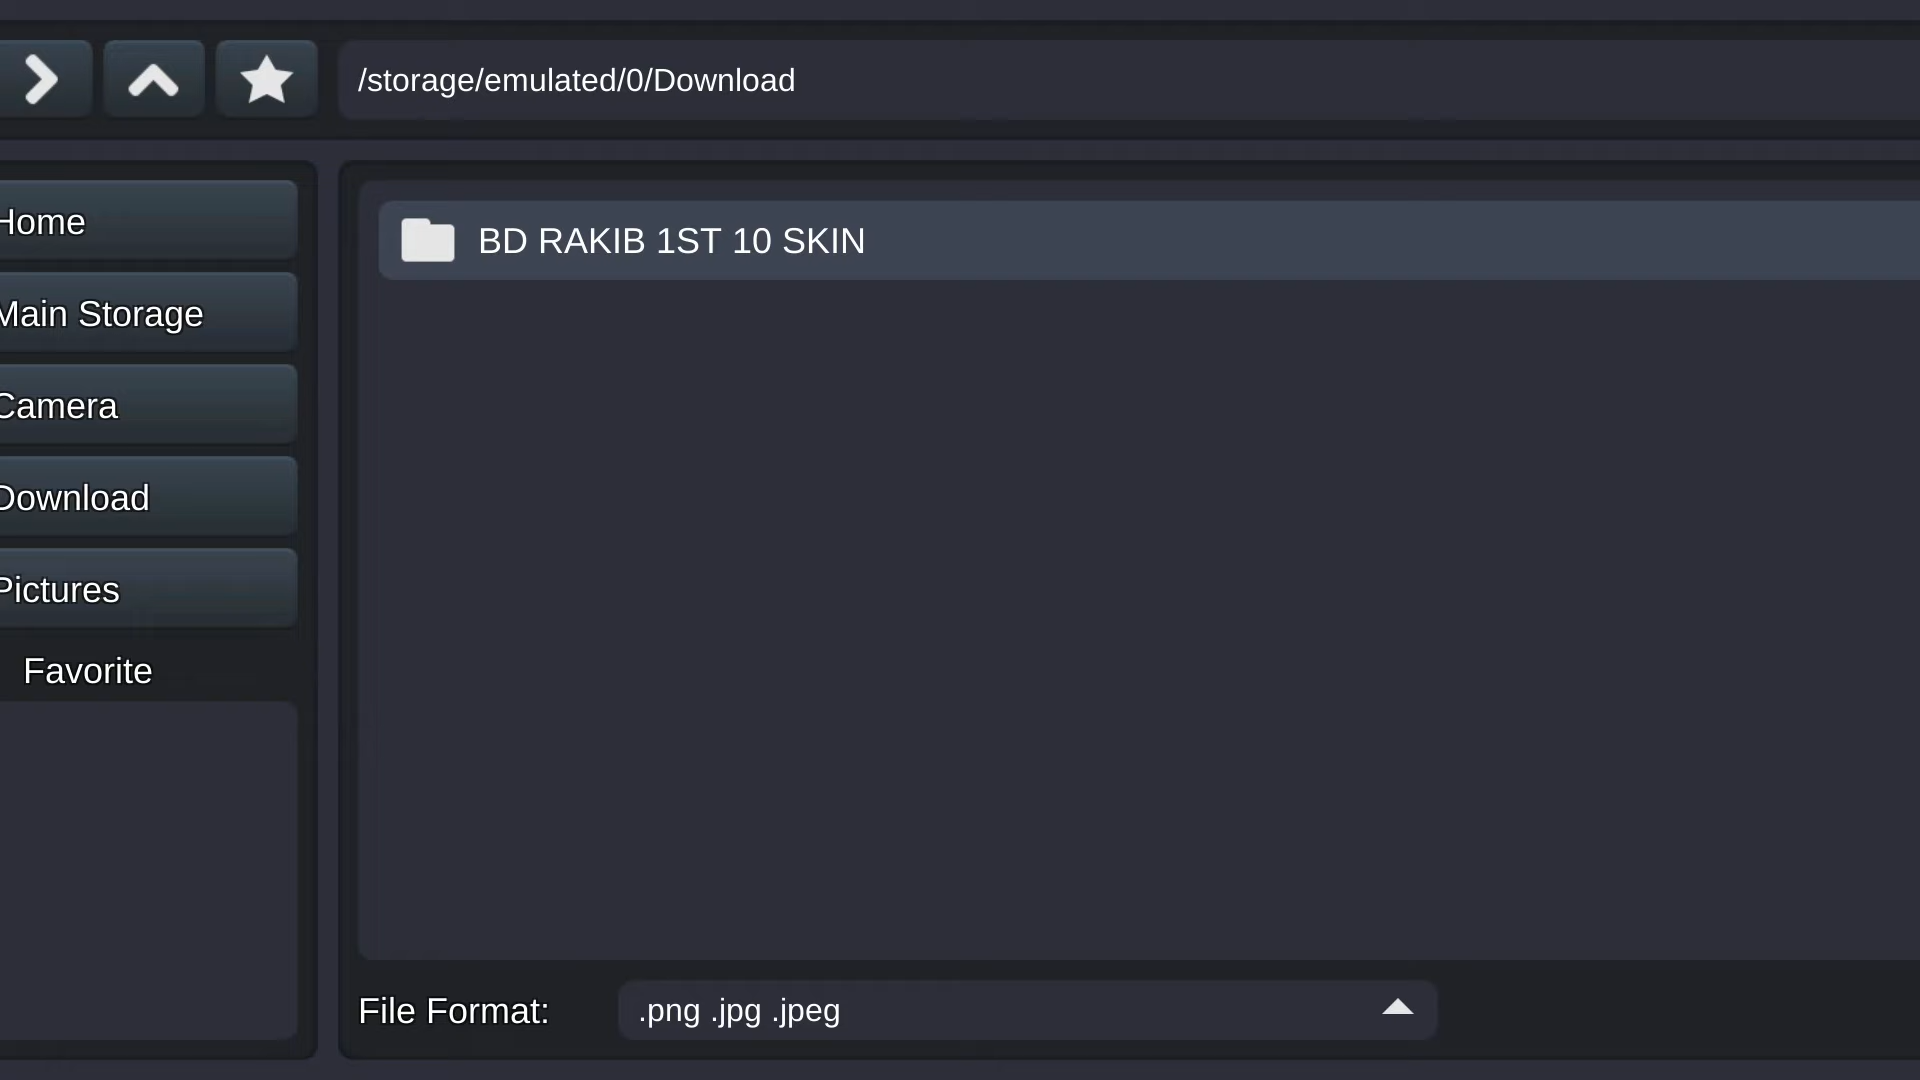 /storage/emulated/0/Download
Home
Main Storage
Camera
Download
Pictures
Favorite
BD RAKIB 1ST 10 SKIN
File Format:
.png .jpg .jpeg